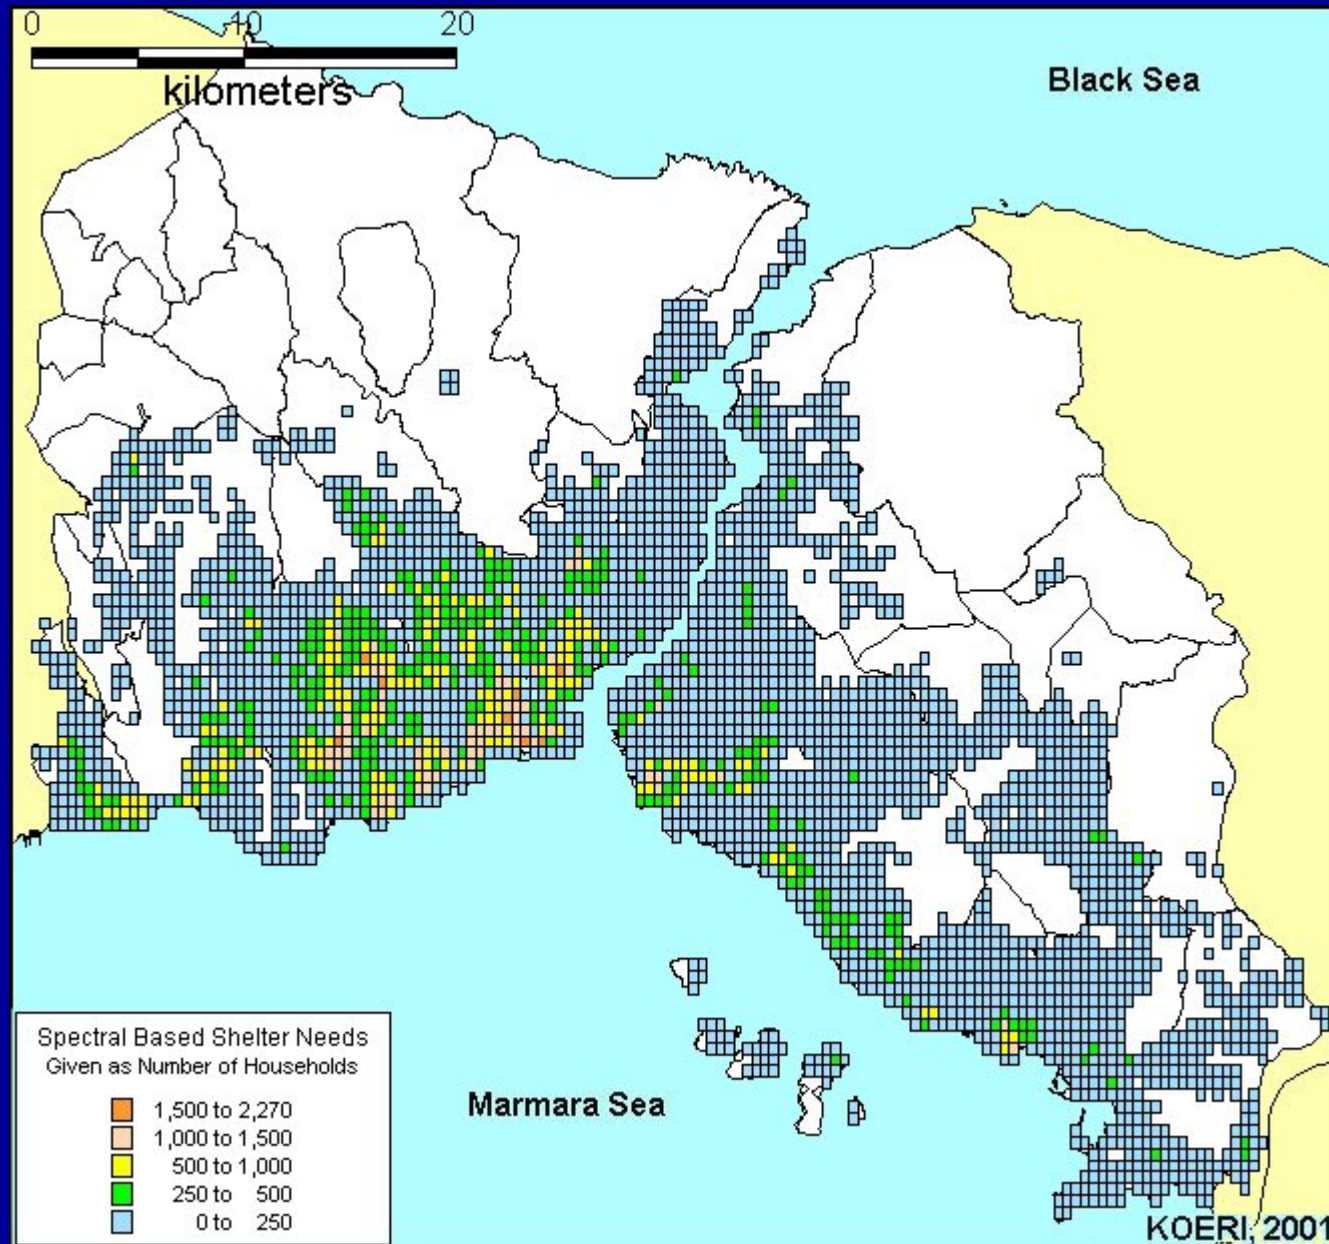 0 10 20
kilometers
Black Sea
Spectral Based Shelter Needs
Given as Number of Households
1,500 to 2,270
1,000 to 1,500
500 to 1,000
250 to 500
0 to 250
Marmara Sea
KOERI, 2001